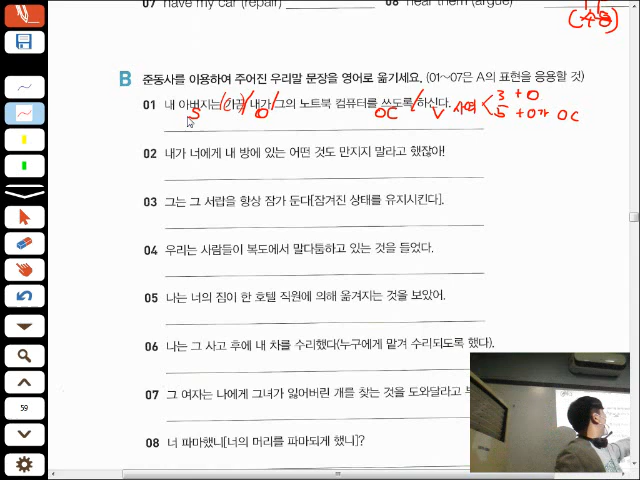 07 have my car (repair)
08 hear them (argue)
(수동)
B 준동사를 이용하여 주어진 우리말 문장을 영어로 옮기세요. (01~07은 A의 표현을 응용할 것)
01 내 아버지는 가끔 내가 그의 노트북 컴퓨터를 쓰도록 하신다.
S O OC V 사역 3 + O
5 + O가 OC
02 내가 너에게 내 방에 있는 어떤 것도 만지지 말라고 했잖아!
03 그는 그 서랍을 항상 잠가 둔다[잠겨진 상태를 유지시킨다].
04 우리는 사람들이 복도에서 말다툼하고 있는 것을 들었다.
05 나는 너의 짐이 한 호텔 직원에 의해 옮겨지는 것을 보았어.
06 나는 그 사고 후에 내 차를 수리했다(누구에게 맡겨 수리되도록 했다).
07 그 여자는 나에게 그녀가 잃어버린 개를 찾는 것을 도와달라고
08 너 파마했니[너의 머리를 파마되게 했니]?
59